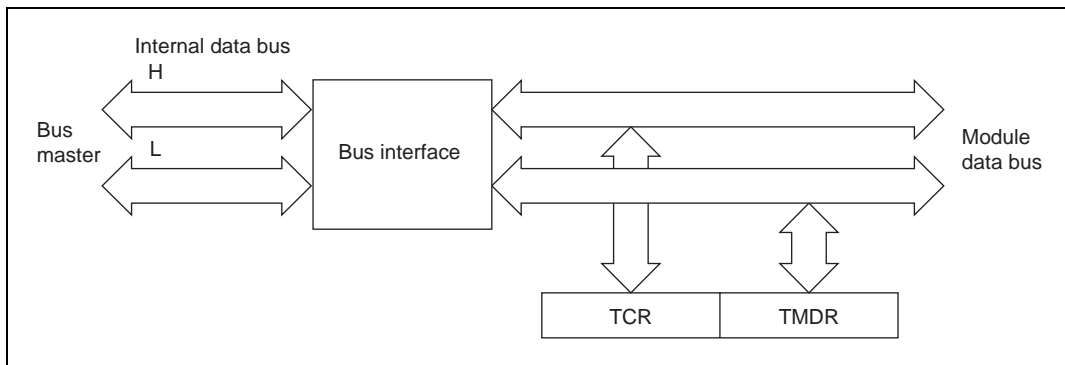 Internal data bus
H
Bus
master
L
Bus interface
Module
data bus
TCR
TMDR